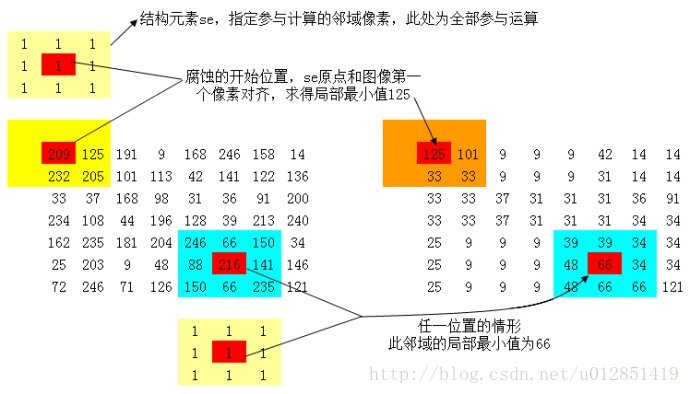 结构元素se，指定参与计算的邻域像素，此处为全部参与运算
1 1 1
1 1 1
1 1 1
腐蚀的开始位置，se原点和图像第一
个像素对齐，求得局部最小值125
209 125 191 9 168 246 158 14
232 205 101 113 42 141 122 136
33 37 168 98 31 36 91 200
234 108 44 196 128 39 213 240
162 235 181 204 246 66 150 34
25 203 9 48 88 216 141 146
72 246 71 126 150 66 235 121
125 101 9 9 9 42 14 14
33 33 9 9 9 31 14 14
33 33 37 31 31 31 36 91
33 33 37 31 31 31 34 34
25 9 9 9 39 39 34 34
25 9 9 9 48 66 34 34
25 9 9 9 48 66 66 121
1 1 1
1 1 1
1 1 1
任一位置的情形
此邻域的局部最小值为66
http://blog.csdn.net/u012851419